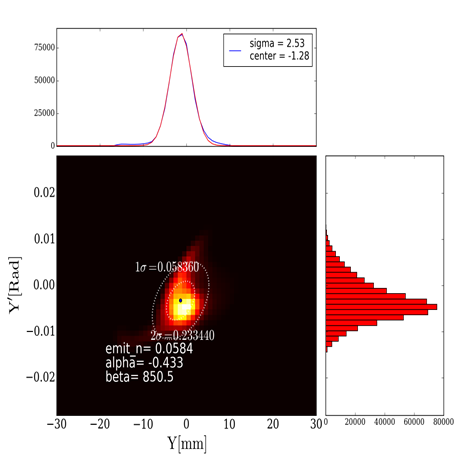 75000
50000
25000
0
sigma = 2.53
center = -1.28
0.02
0.01
0.00
−0.01
−0.02
Y′[Rad]
1σ=0.058360
2σ=0.233440
emit_n= 0.0584
alpha= -0.433
beta= 850.5
−30 −20 −10 0 10 20 30
Y[mm]
0 20000 40000 60000 80000